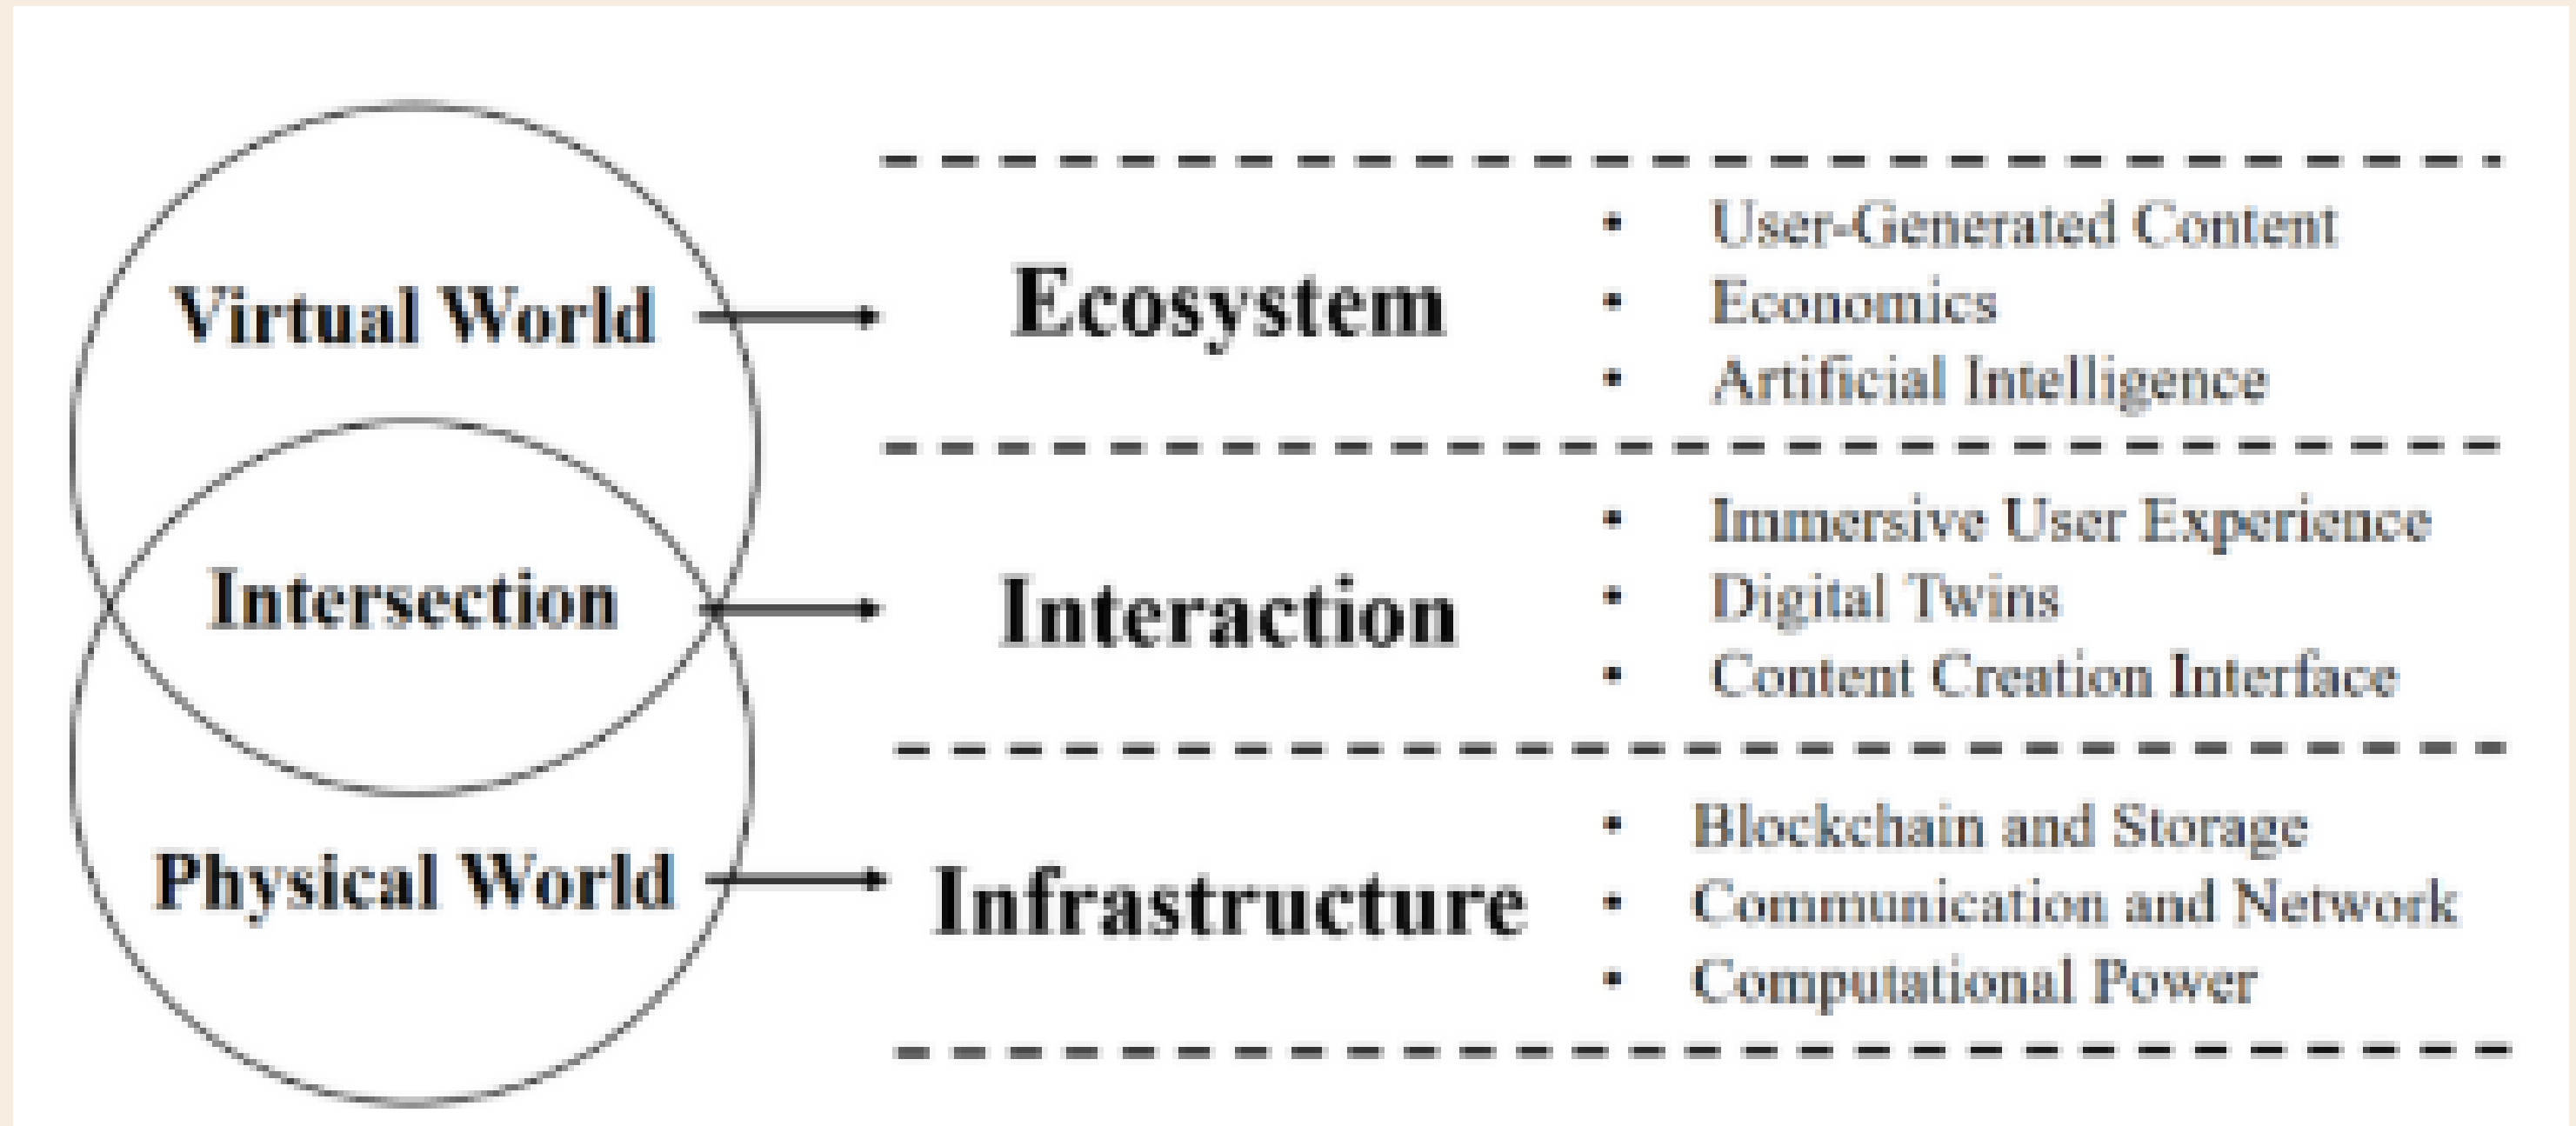 Virtual World
Ecosystem
User-Generated Content
Economics
Artificial Intelligence
Intersection
Interaction
Immersive User Experience
Digital Twins
Content Creation Interface
Physical World
Infrastructure
Blockchain and Storage
Communication and Network
Computational Power